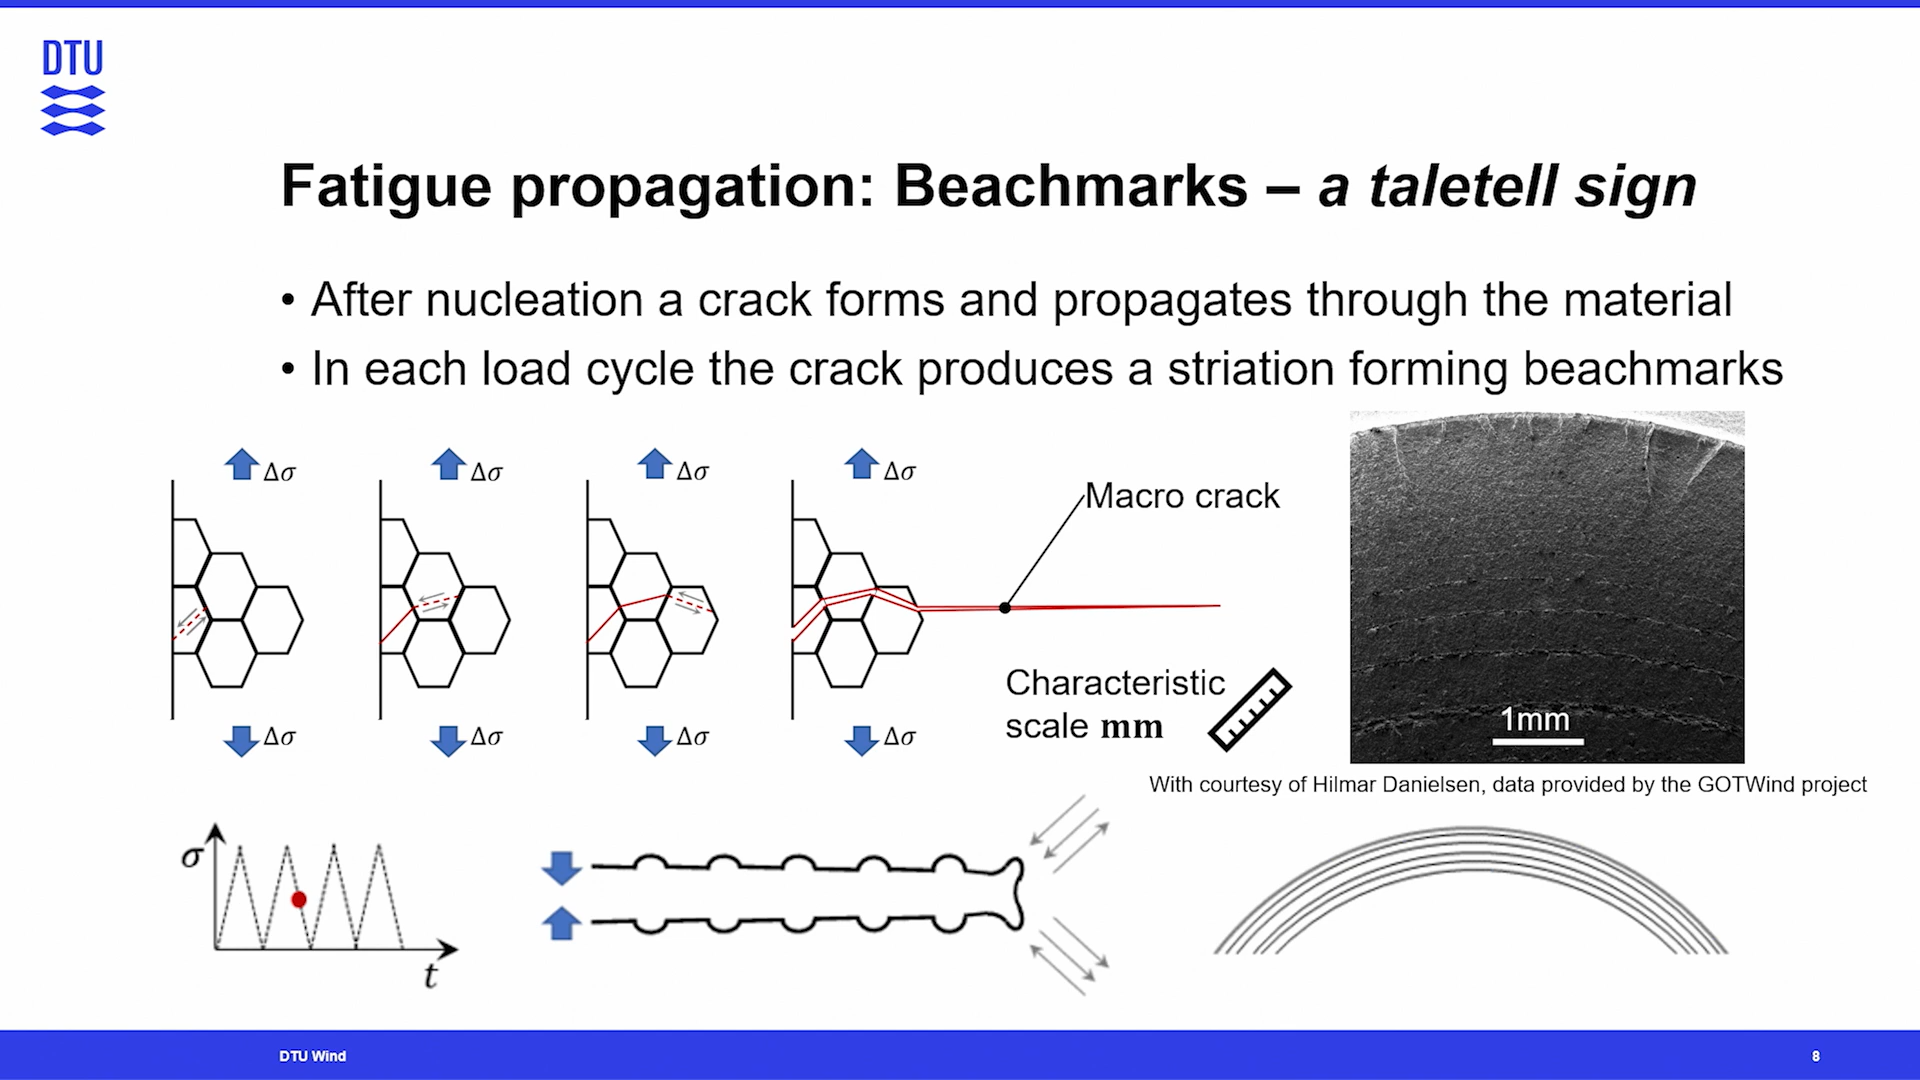 DTU
Fatigue propagation: Beachmarks – a taletell sign
• After nucleation a crack forms and propagates through the material
• In each load cycle the crack produces a striation forming beachmarks
Δσ
Δσ
Δσ
Δσ
Macro crack
Characteristic
scale mm
Δσ
Δσ
Δσ
Δσ
1mm
With courtesy of Hilmar Danielsen, data provided by the GOTWind project
σ
t
DTU Wind
8